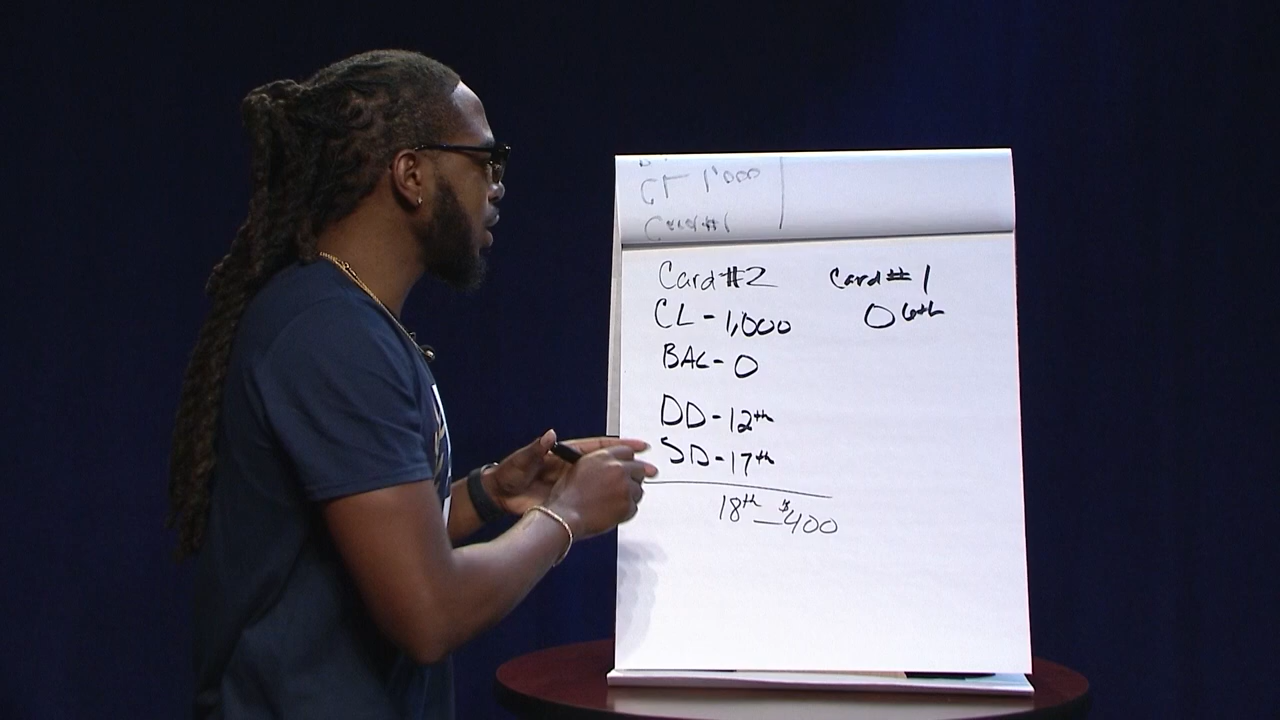 CL 1,000
Card #1
Card #2
CL - 1,000
BAL - 0
DD - 12th
SD - 17th
18th - $400
Card # 1
0 6th